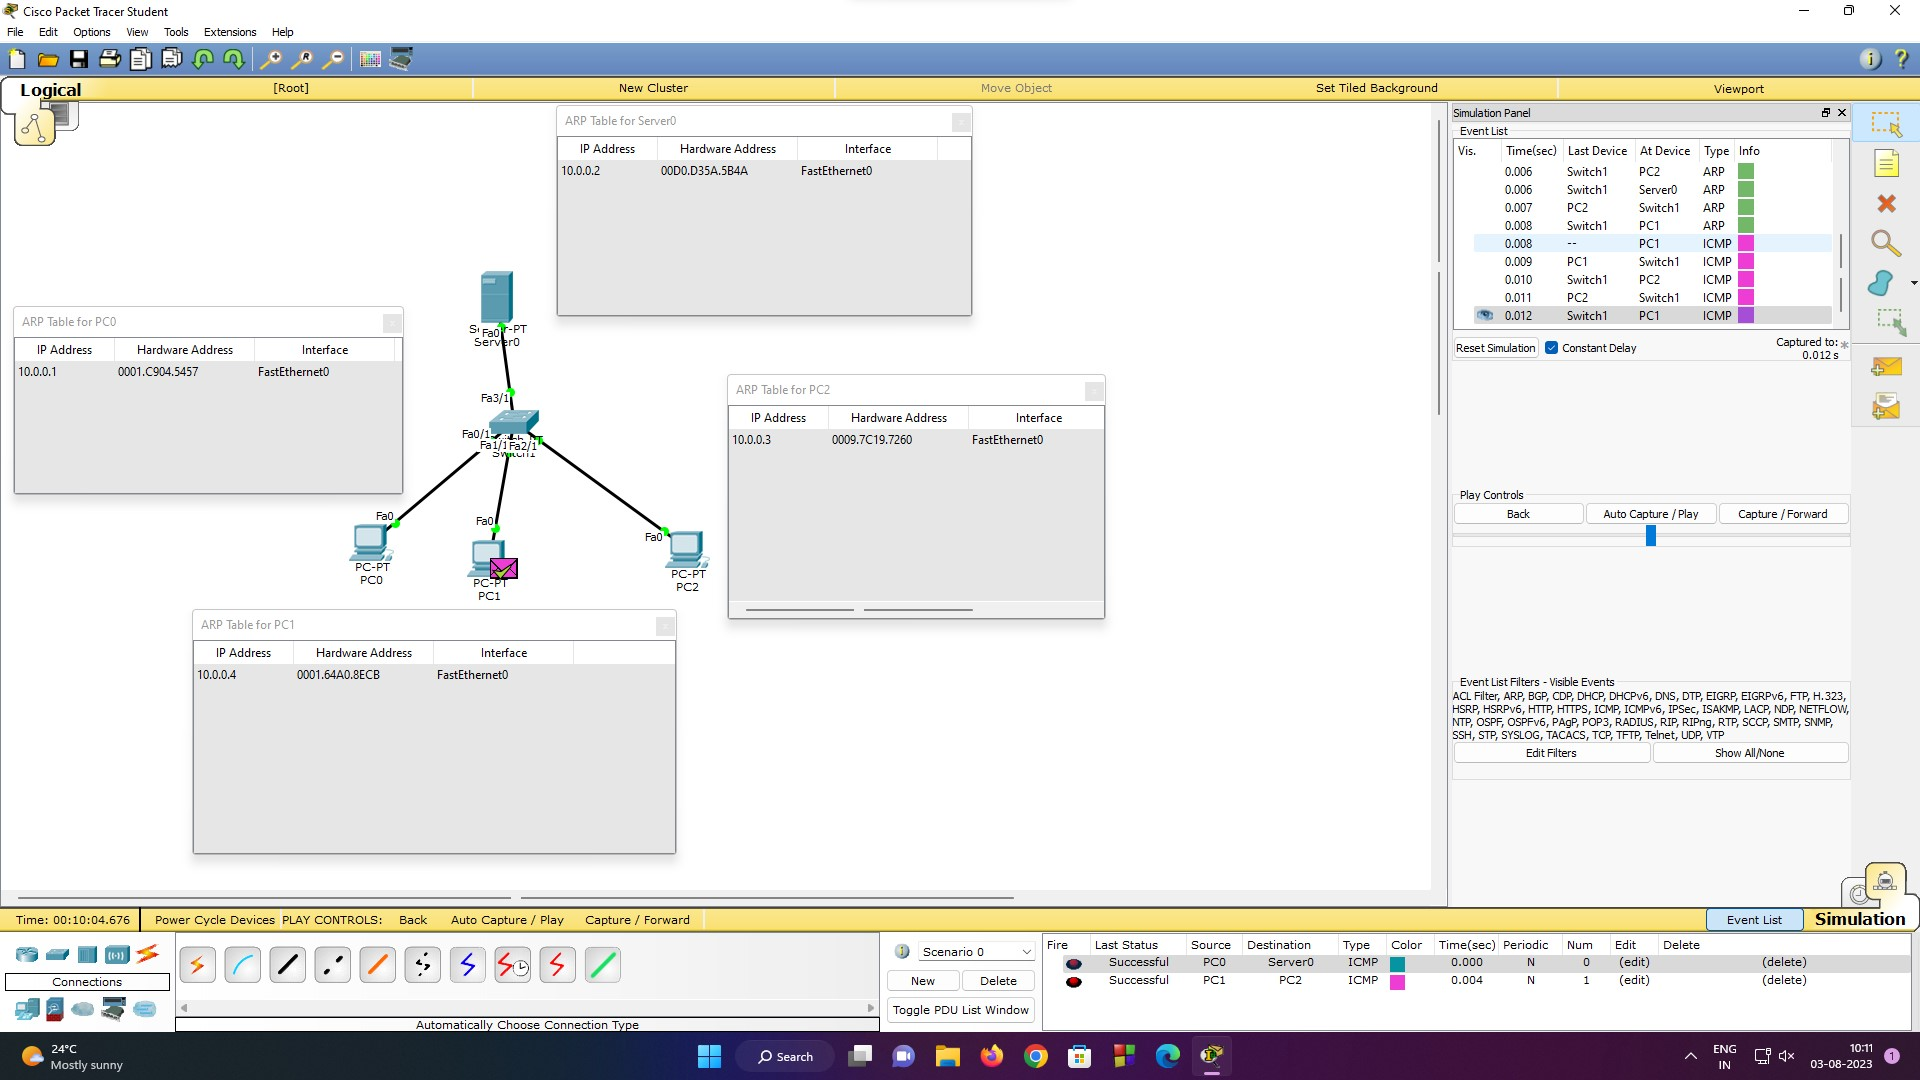 Cisco Packet Tracer Student
File Edit Options View Tools Extensions Help
Logical [Root] New Cluster Move Object Set Tiled Background Viewport
ARP Table for Server0
IP Address Hardware Address Interface
10.0.0.2 00D0.D35A.5B4A FastEthernet0
ARP Table for PC0
IP Address Hardware Address Interface
10.0.0.1 0001.C904.5457 FastEthernet0
Fa0
Server0
Fa3/1
Fa0/1
Fa1/1
Fa2/1
Switch1
ARP Table for PC2
IP Address Hardware Address Interface
10.0.0.3 0009.7C19.7260 FastEthernet0
Fa0
PC-PT
PC0
Fa0
PC-PT
PC1
Fa0
PC-PT
PC2
ARP Table for PC1
IP Address Hardware Address Interface
10.0.0.4 0001.64A0.8ECB FastEthernet0
Simulation Panel
Event List
Vis. Time(sec) Last Device At Device Type Info
0.006 Switch1 PC2 ARP
0.006 Switch1 Server0 ARP
0.007 PC2 Switch1 ARP
0.008 Switch1 PC1 ARP
0.008 -- PC1 ICMP
0.009 PC1 Switch1 ICMP
0.010 Switch1 PC2 ICMP
0.011 PC2 Switch1 ICMP
0.012 Switch1 PC1 ICMP
Reset Simulation Constant Delay Captured to: *
0.012 s
Play Controls
Back Auto Capture / Play Capture / Forward
Event List Filters - Visible Events
ACL Filter, ARP, BGP, CDP, DHCP, DHCPv6, DNS, DTP, EIGRP, EIGRPv6, FTP, H.323,
HSRP, HSRPv6, HTTP, HTTPS, ICMP, ICMPv6, IPSec, ISAKMP, LACP, NDP, NETFLOW,
NTP, OSPF, OSPFv6, PAgP, POP3, RADIUS, RIP, RIPng, RTP, SCCP, SMTP, SNMP,
SSH, STP, SYSLOG, TACACS, TCP, TFTP, Telnet, UDP, VTP
Edit Filters Show All/None
Time: 00:10:04.676 Power Cycle Devices PLAY CONTROLS: Back Auto Capture / Play Capture / Forward Event List Simulation
Connections
Automatically Choose Connection Type
Scenario 0
New Delete
Toggle PDU List Window
Fire Last Status Source Destination Type Color Time(sec) Periodic Num Edit Delete
Successful PC0 Server0 ICMP 0.000 N 0 (edit) (delete)
Successful PC1 PC2 ICMP 0.004 N 1 (edit) (delete)
24°C
Mostly sunny
Search
ENG
IN
10:11
03-08-2023
1